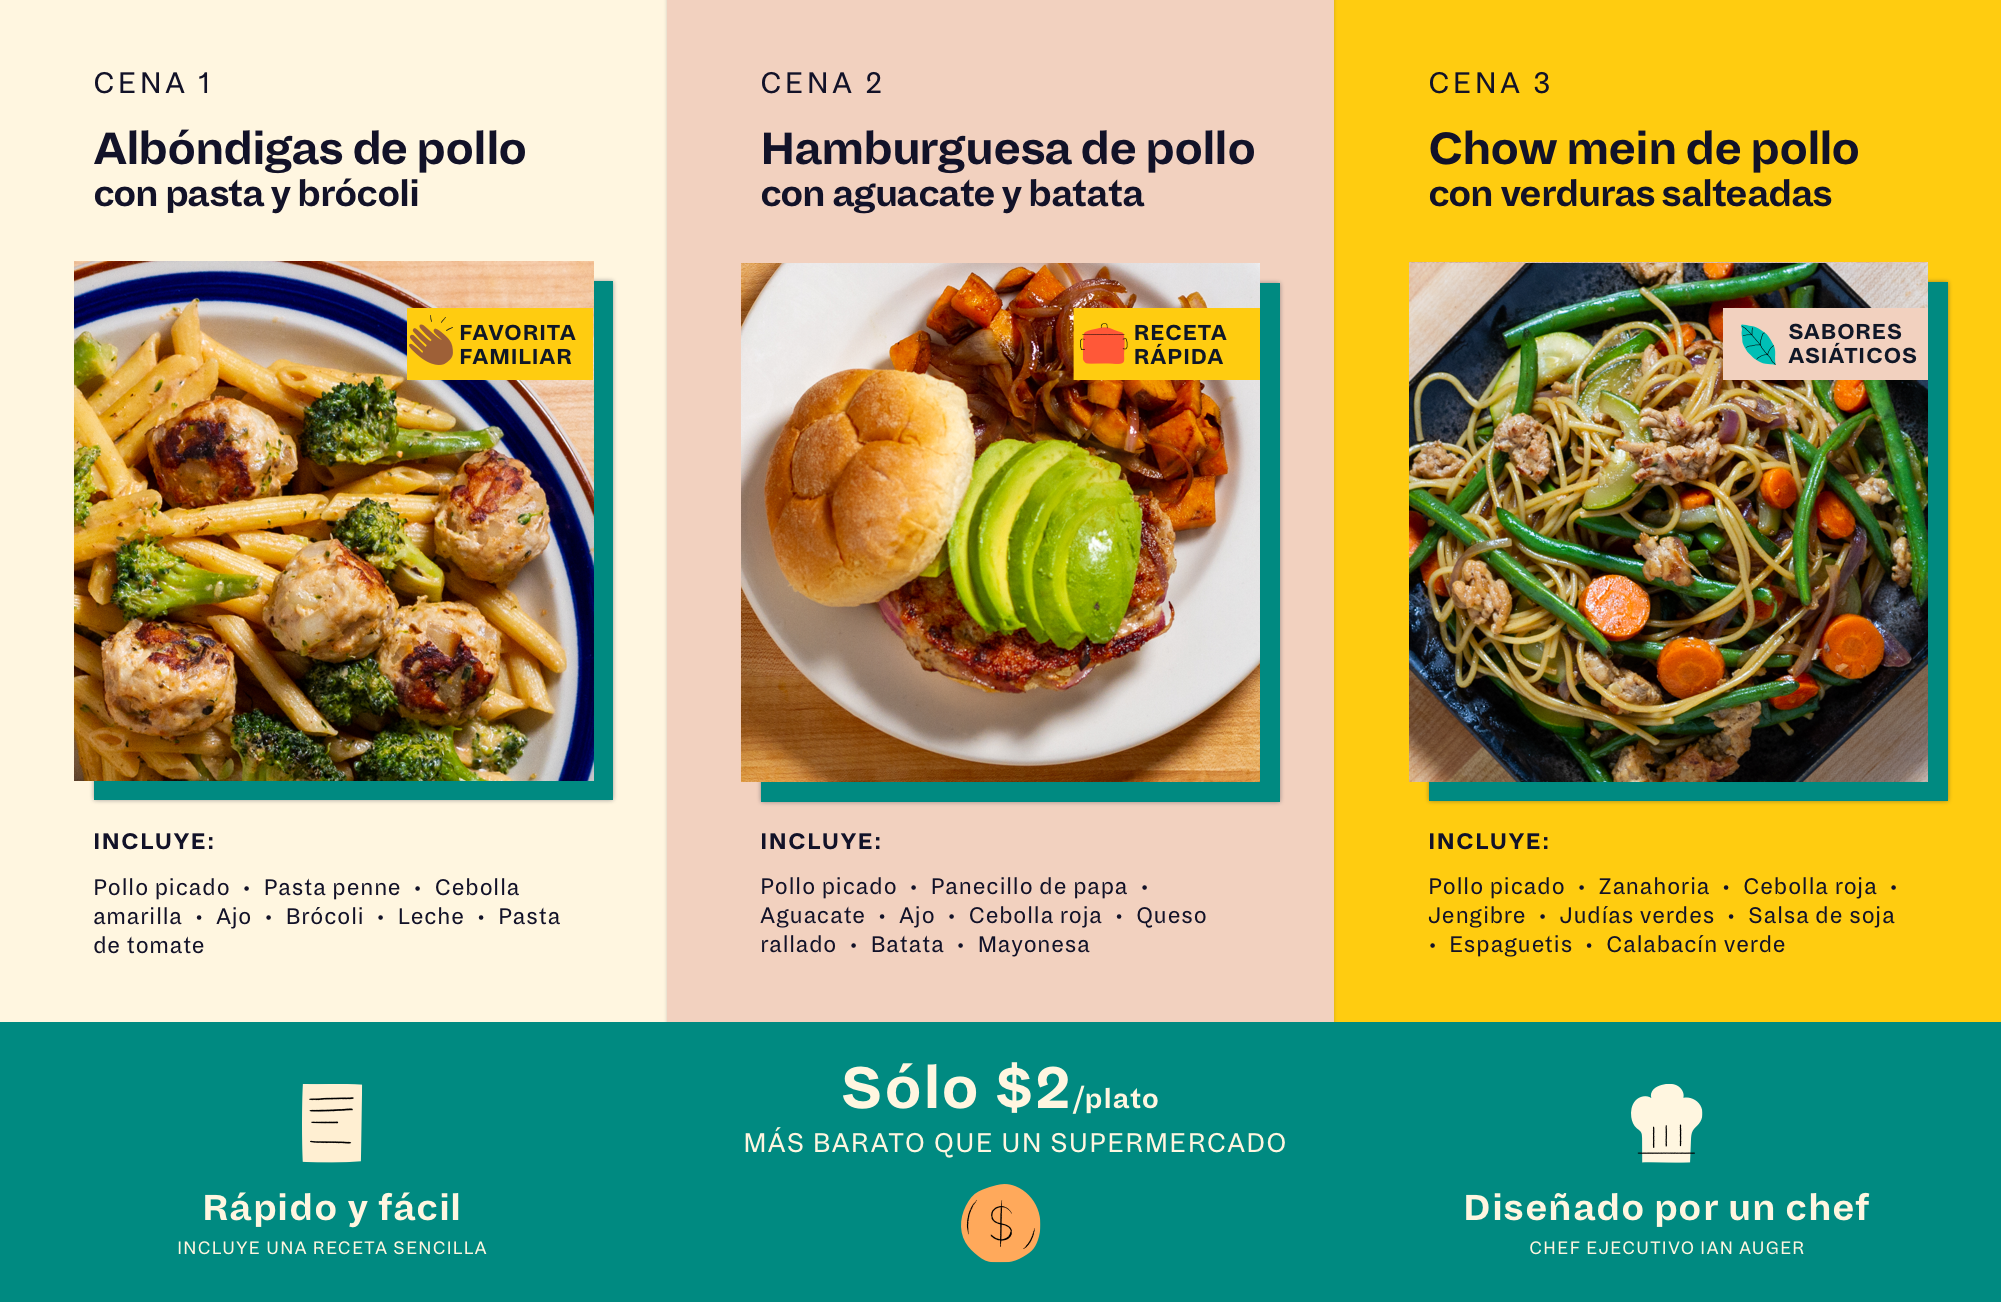 CENA 1
Albóndigas de pollo
con pasta y brócoli
FAVORITA
FAMILIAR
INCLUYE:
Pollo picado • Pasta penne • Cebolla
amarilla • Ajo • Brócoli • Leche • Pasta
de tomate
CENA 2
Hamburguesa de pollo
con aguacate y batata
RECETA
RÁPIDA
INCLUYE:
Pollo picado • Panecillo de papa •
Aguacate • Ajo • Cebolla roja • Queso
rallado • Batata • Mayonesa
CENA 3
Chow mein de pollo
con verduras salteadas
SABORES
ASIÁTICOS
INCLUYE:
Pollo picado • Zanahoria • Cebolla roja •
Jengibre • Judías verdes • Salsa de soja
• Espaguetis • Calabacín verde
Rápido y fácil
INCLUYE UNA RECETA SENCILLA
Sólo $2/plato
MÁS BARATO QUE UN SUPERMERCADO
$
Diseñado por un chef
CHEF EJECUTIVO IAN AUGER